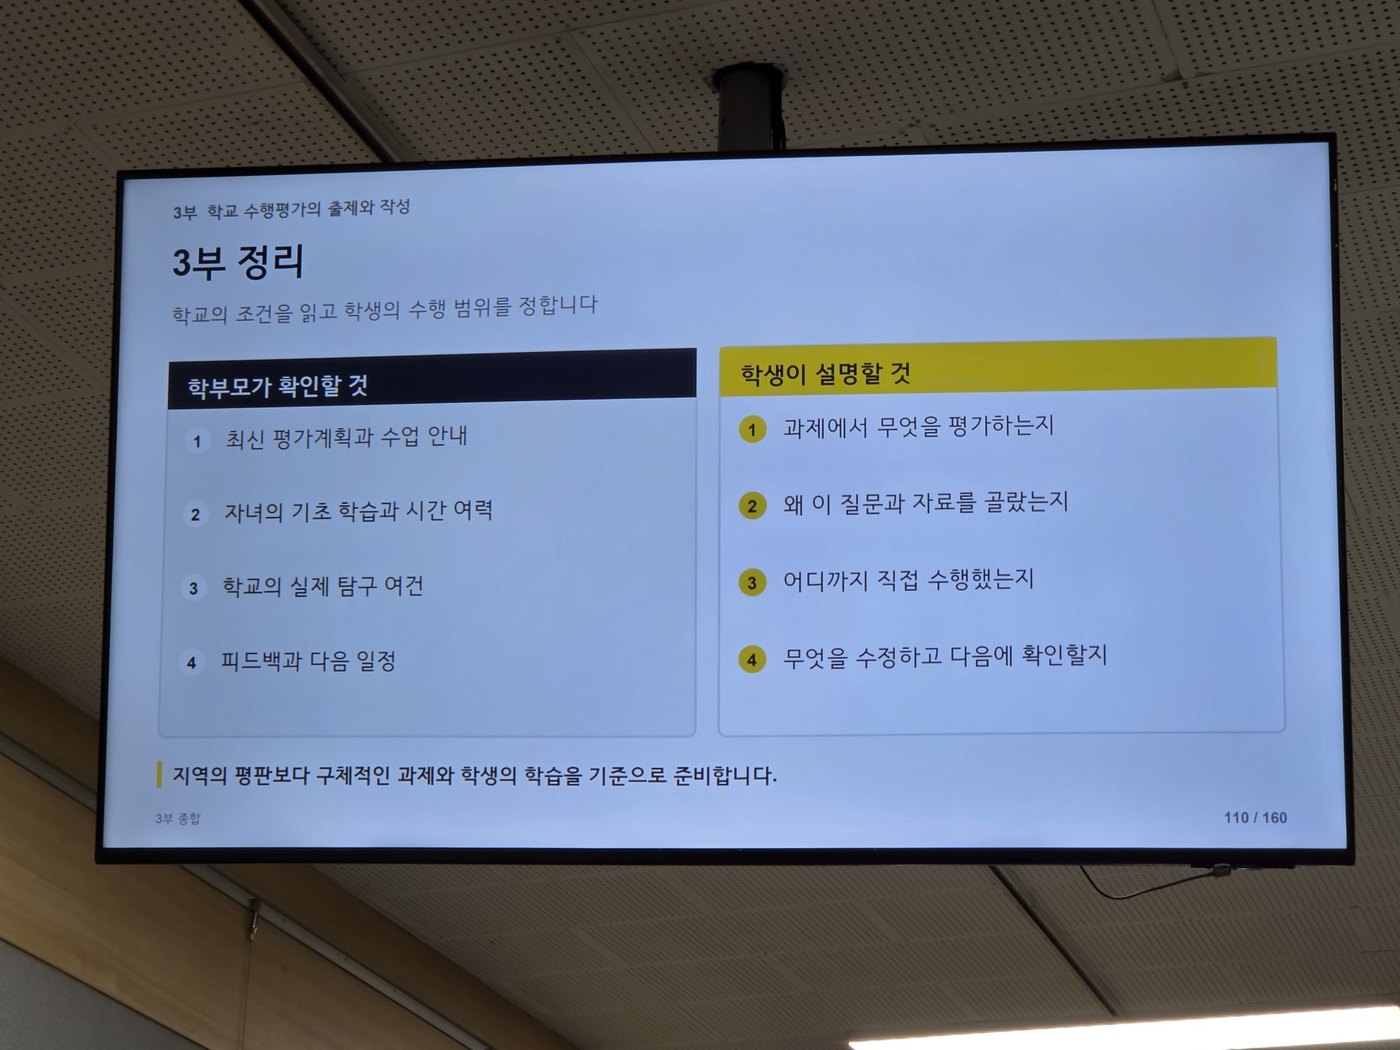 3부 학교 수행평가의 출제와 작성
3부 정리
학교의 조건을 읽고 학생의 수행 범위를 정합니다
학부모가 확인할 것
1 최신 평가계획과 수업 안내
2 자녀의 기초 학습과 시간 여력
3 학교의 실제 탐구 여건
4 피드백과 다음 일정
학생이 설명할 것
1 과제에서 무엇을 평가하는지
2 왜 이 질문과 자료를 골랐는지
3 어디까지 직접 수행했는지
4 무엇을 수정하고 다음에 확인할지
지역의 평판보다 구체적인 과제와 학생의 학습을 기준으로 준비합니다.
3부 종합
110 / 160